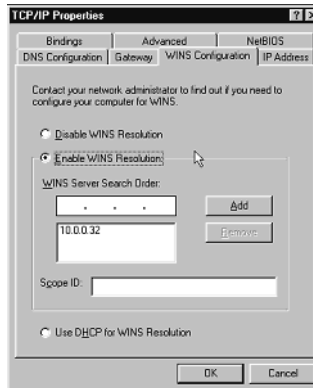 TCP/IP Properties
Bindings Advanced NetBIOS
DNS Configuration Gateway WINS Configuration IP Address
Contact your network administrator to find out if you need to
configure your computer for WINS.
Disable WINS Resolution
Enable WINS Resolution:
WINS Server Search Order:
. . .
Add
10.0.0.32
Remove
Scope ID:
Use DHCP for WINS Resolution
OK Cancel